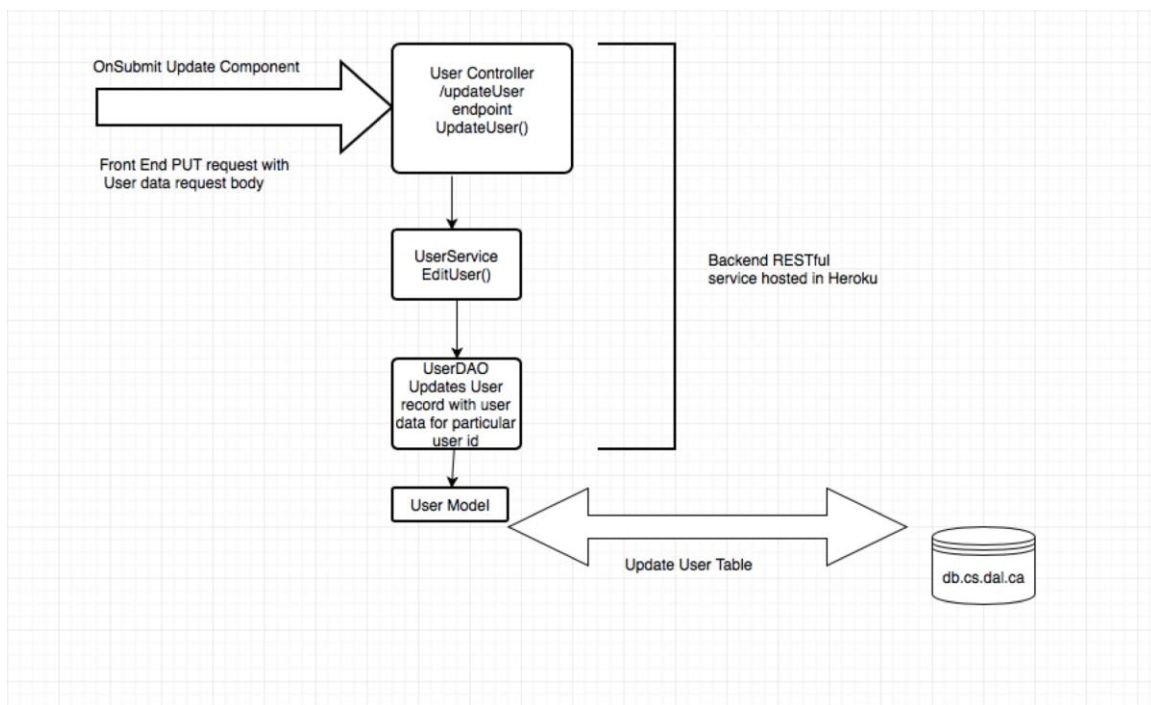 OnSubmit Update Component
Front End PUT request with
User data request body
User Controller
/updateUser
endpoint
UpdateUser()
UserService
EditUser()
UserDAO
Updates User
record with user
data for particular
user id
User Model
Backend RESTful
service hosted in Heroku
Update User Table
db.cs.dal.ca